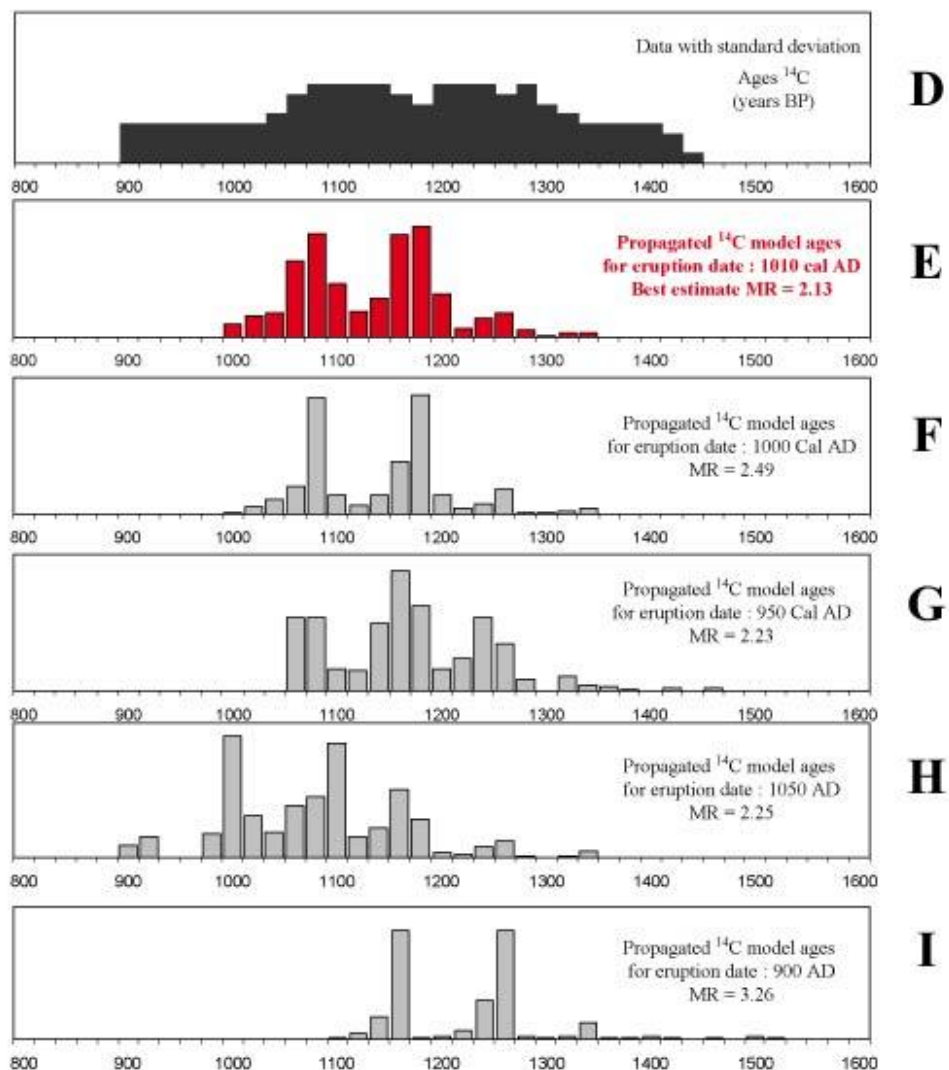 Data with standard deviation
Ages ¹⁴C
(years BP)
D
800 900 1000 1100 1200 1300 1400 1500 1600
Propagated ¹⁴C model ages
for eruption date : 1010 cal AD
Best estimate MR = 2.13
E
800 900 1000 1100 1200 1300 1400 1500 1600
Propagated ¹⁴C model ages
for eruption date : 1000 Cal AD
MR = 2.49
F
800 900 1000 1100 1200 1300 1400 1500 1600
Propagated ¹⁴C model ages
for eruption date : 950 Cal AD
MR = 2.23
G
800 900 1000 1100 1200 1300 1400 1500 1600
Propagated ¹⁴C model ages
for eruption date : 1050 AD
MR = 2.25
H
800 900 1000 1100 1200 1300 1400 1500 1600
Propagated ¹⁴C model ages
for eruption date : 900 AD
MR = 3.26
I
800 900 1000 1100 1200 1300 1400 1500 1600